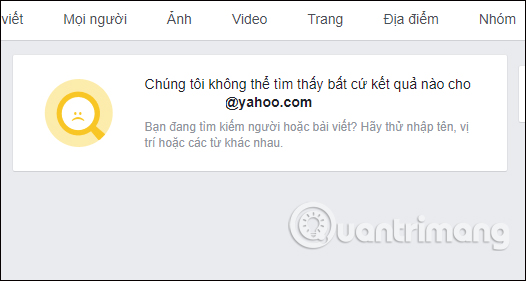 viết Mọi người Ảnh Video Trang Địa điểm Nhóm
Chúng tôi không thể tìm thấy bất cứ kết quả nào cho
@yahoo.com
Bạn đang tìm kiếm người hoặc bài viết? Hãy thử nhập tên, vị
trí hoặc các từ khác nhau.
Quantrimang